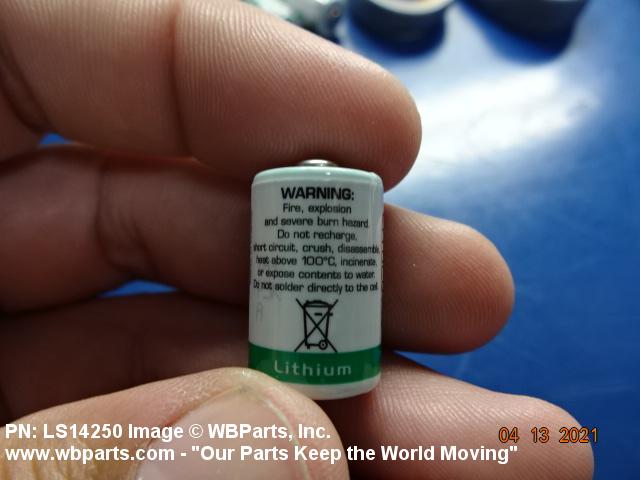 WARNING:
Fire, explosion
and severe burn hazard.
Do not recharge,
short circuit, crush, disassemble,
heat above 100°C, incinerate,
or expose contents to water.
Do not solder directly to the cell.
Lithium
PN: LS14250 Image © WBParts, Inc.
04 13 2021
www.wbparts.com - "Our Parts Keep the World Moving"